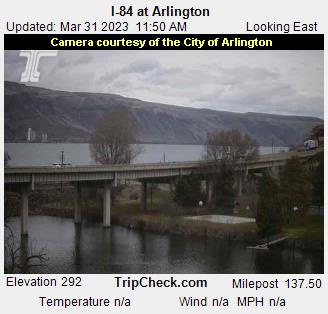 I-84 at Arlington
Updated: Mar 31 2023 11:50 AM Looking East
Camera courtesy of the City of Arlington
Elevation 292 TripCheck.com Milepost 137.50
Temperature n/a Wind n/a MPH n/a